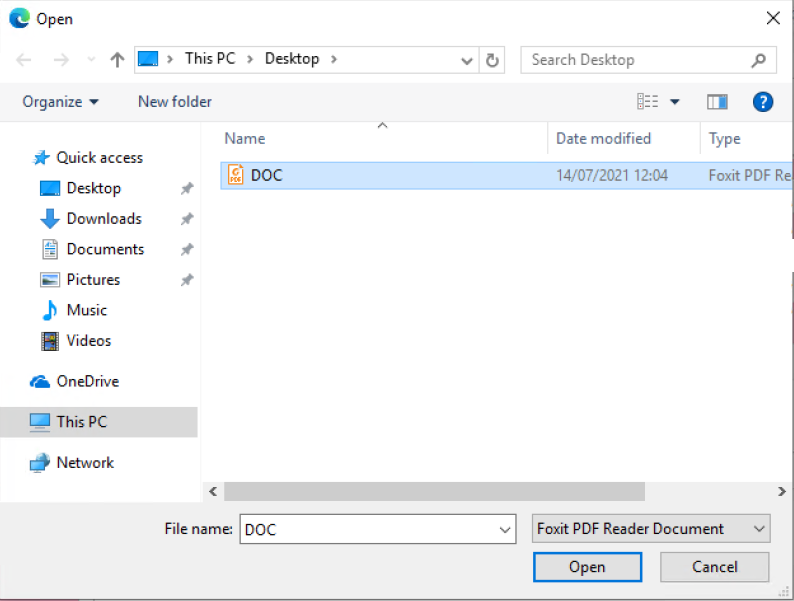 Open
This PC Desktop
Search Desktop
Organize New folder
Name Date modified Type
DOC 14/07/2021 12:04 Foxit PDF Re
Quick access
Desktop
Downloads
Documents
Pictures
Music
Videos
OneDrive
This PC
Network
File name: DOC Foxit PDF Reader Document
Open Cancel